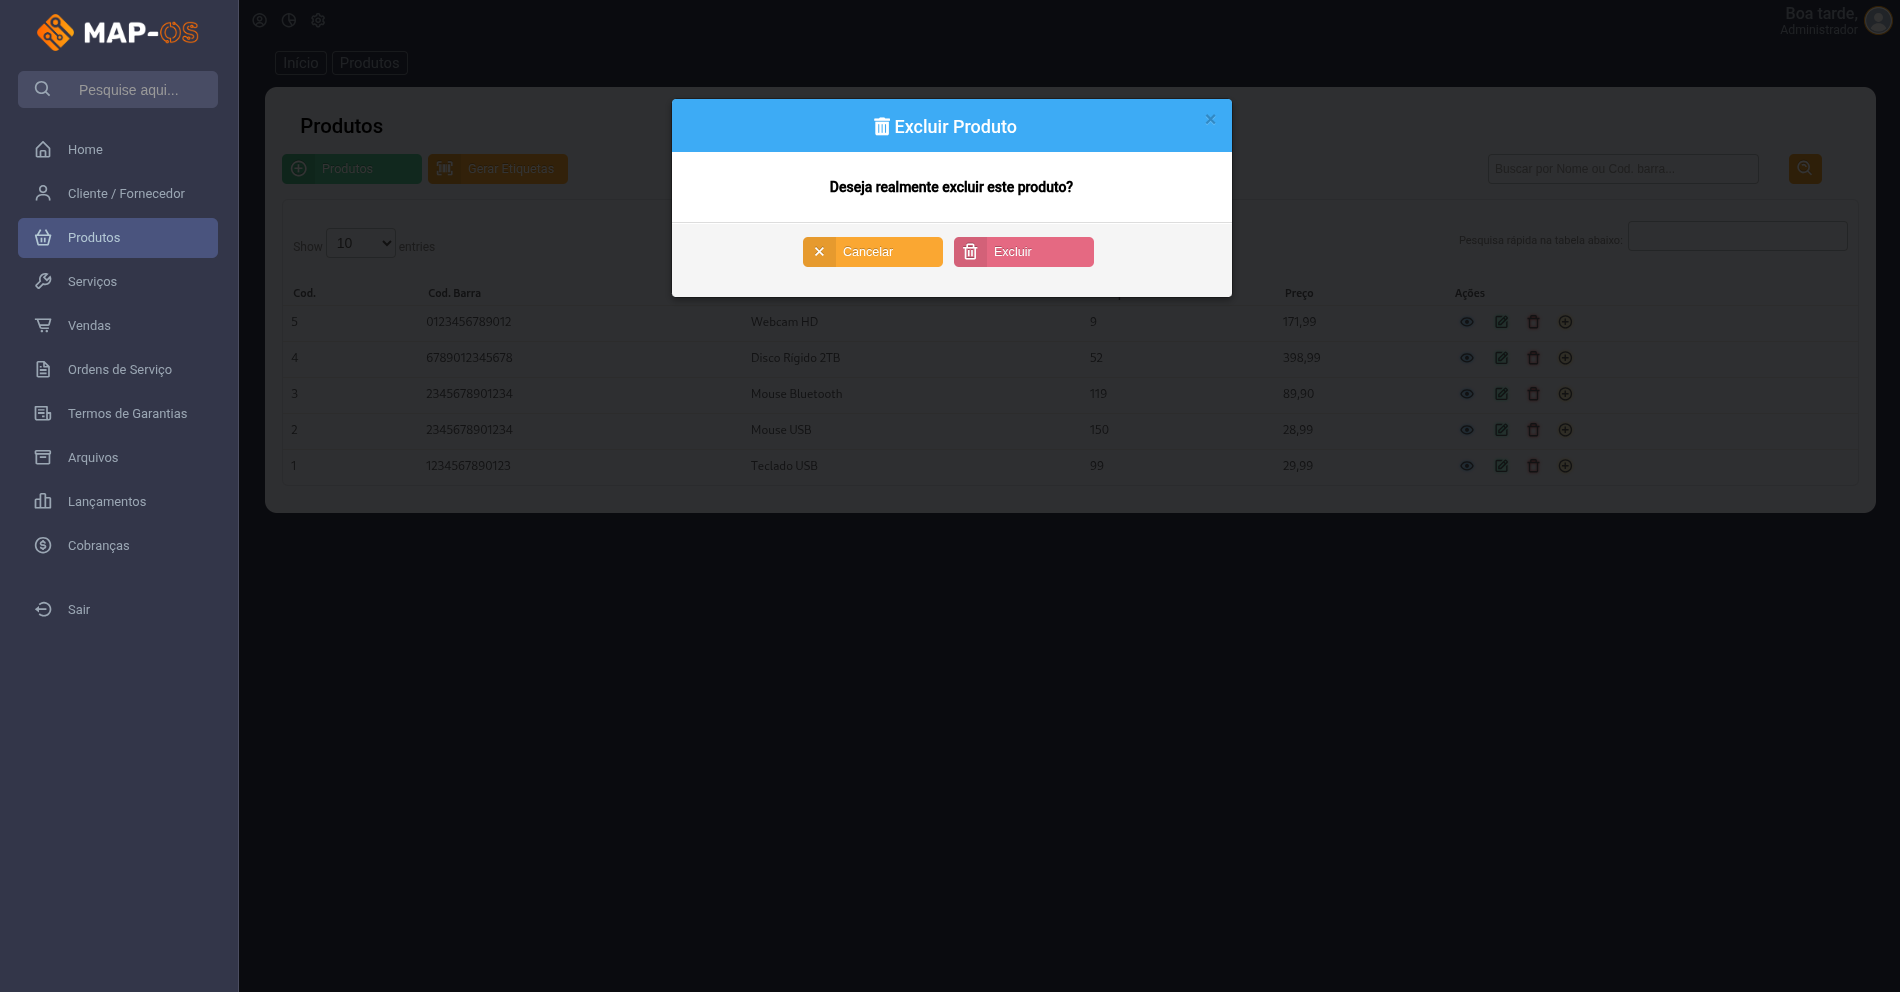 MAP-OS
Pesquise aqui...
Home
Cliente / Fornecedor
Produtos
Serviços
Vendas
Ordens de Serviço
Termos de Garantias
Arquivos
Lançamentos
Cobranças
Sair
Boa tarde,
Administrador
Início Produtos
Produtos
Produtos Gerar Etiquetas Buscar por Nome ou Cod. barra...
Excluir Produto ×
Deseja realmente excluir este produto?
Cancelar Excluir
Show 10 entries Pesquisa rápida na tabela abaixo:
Cod. Cod. Barra Preço Ações
5 0123456789012 Webcam HD 9 171,99
4 6789012345678 Disco Rígido 2TB 52 398,99
3 2345678901234 Mouse Bluetooth 119 89,90
2 2345678901234 Mouse USB 150 28,99
1 1234567890123 Teclado USB 99 29,99